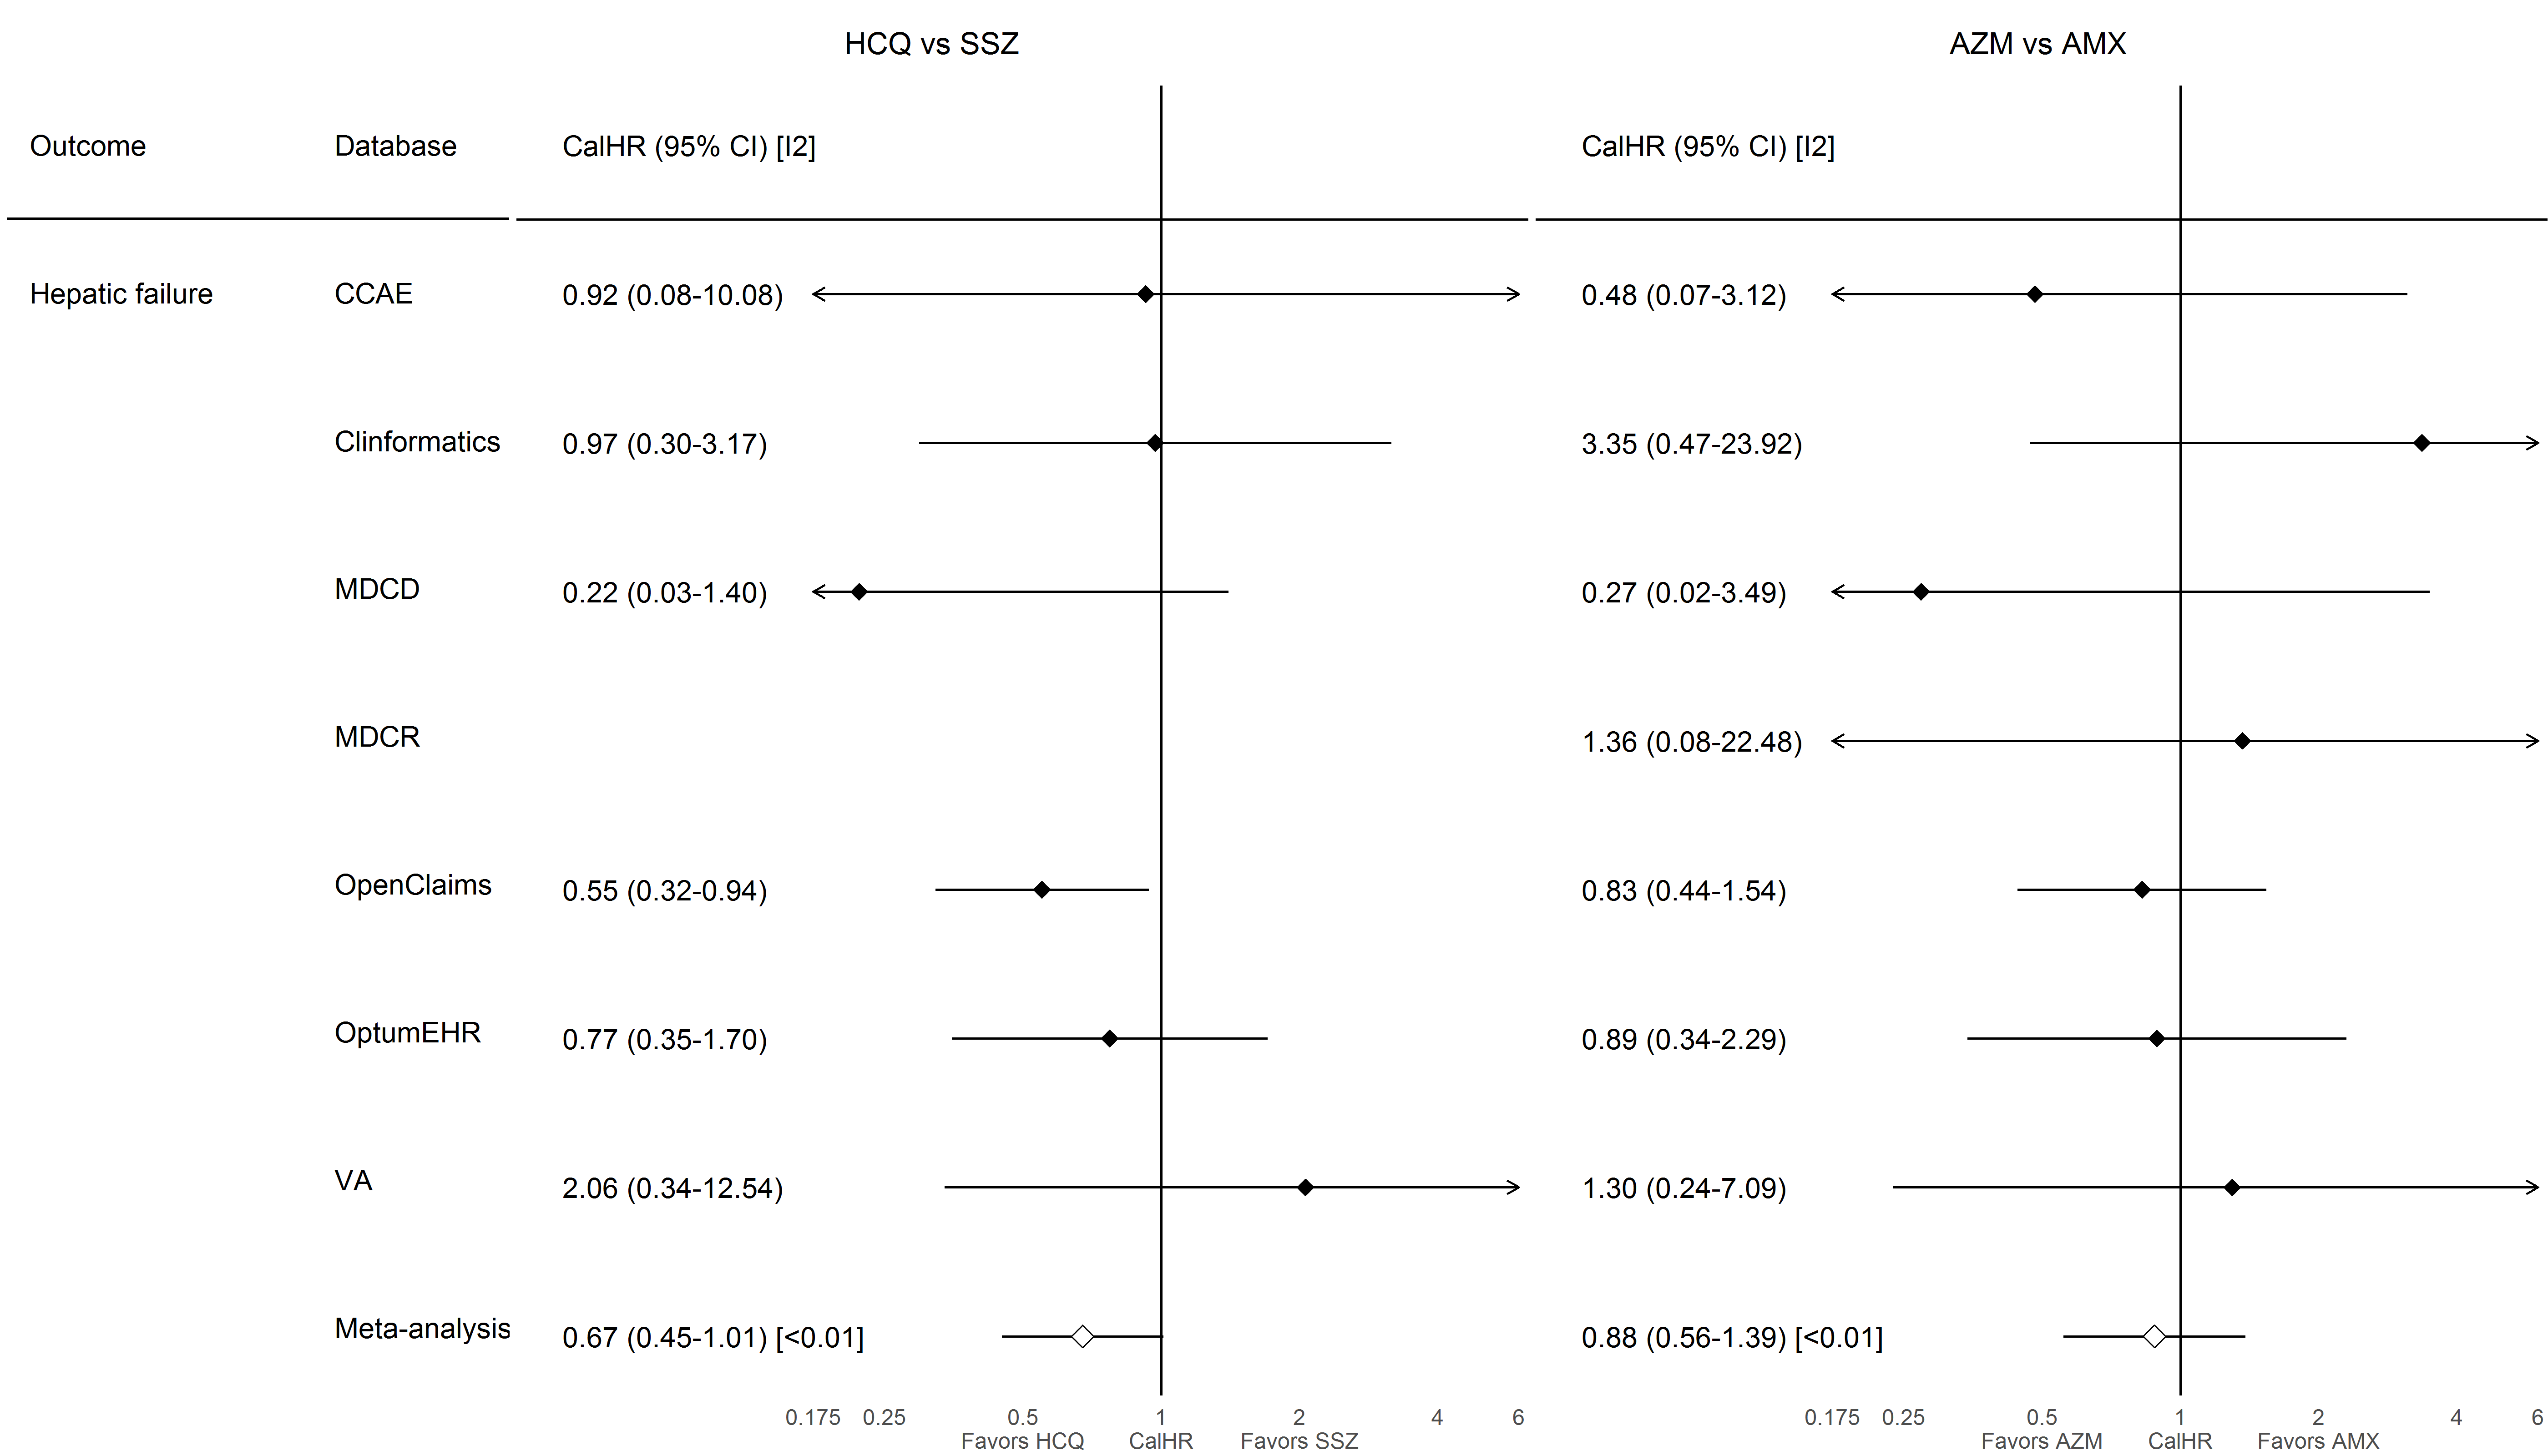 HCQ vs SSZ AZM vs AMX
Outcome Database CalHR (95% CI) [I2] CalHR (95% CI) [I2]
Hepatic failure CCAE 0.92 (0.08-10.08) 0.48 (0.07-3.12)
Clinformatics 0.97 (0.30-3.17) 3.35 (0.47-23.92)
MDCD 0.22 (0.03-1.40) 0.27 (0.02-3.49)
MDCR 1.36 (0.08-22.48)
OpenClaims 0.55 (0.32-0.94) 0.83 (0.44-1.54)
OptumEHR 0.77 (0.35-1.70) 0.89 (0.34-2.29)
VA 2.06 (0.34-12.54) 1.30 (0.24-7.09)
Meta-analysis 0.67 (0.45-1.01) [<0.01] 0.88 (0.56-1.39) [<0.01]
0.175 0.25 0.5 1 2 4 6 0.175 0.25 0.5 1 2 4 6
Favors HCQ CalHR Favors SSZ Favors AZM CalHR Favors AMX